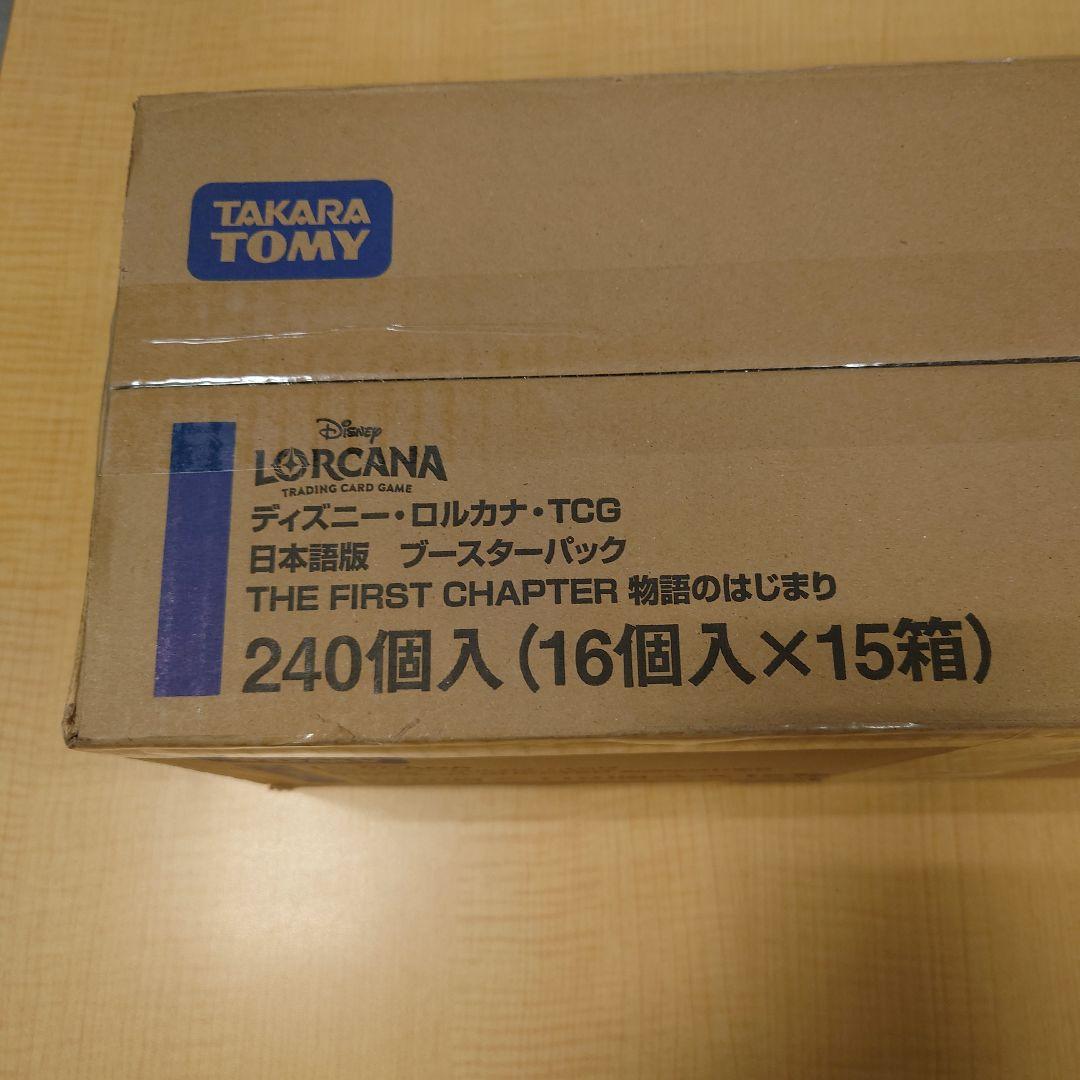 TAKARA
TOMY
Disney
LORCANA
TRADING CARD GAME
ディズニー・ロルカナ・TCG
日本語版 ブースターパック
THE FIRST CHAPTER 物語のはじまり
240個入(16個入×15箱)